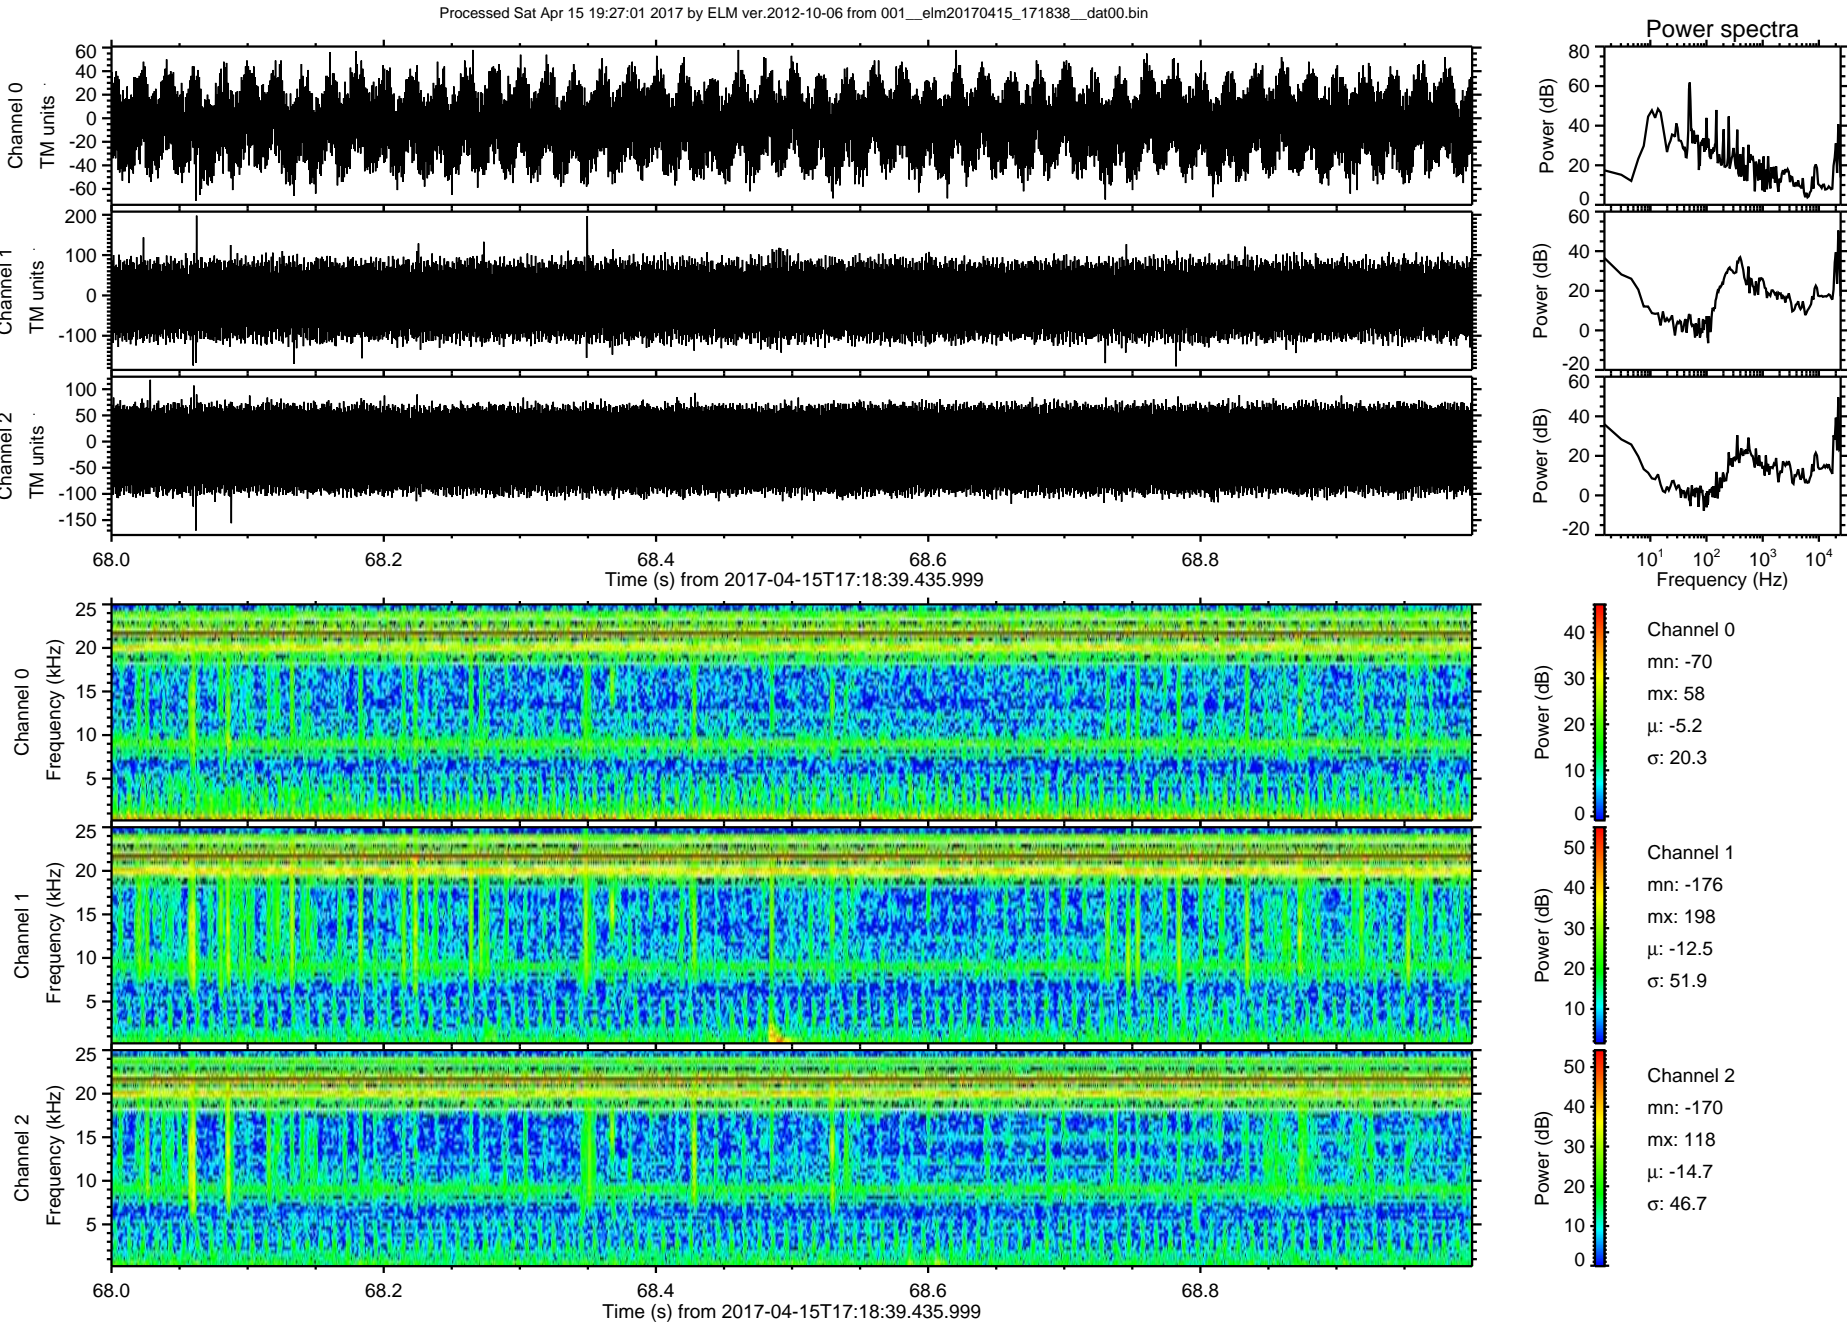 Processed Sat Apr 15 19:27:01 2017 by ELM ver.2012-10-06 from 001__elm20170415_171838__dat00.bin
Power spectra
Channel 0
TM units
60
40
20
0
-20
-40
-60
Power (dB)
80
60
40
20
0
Channel 1
TM units
200
100
0
-100
Power (dB)
60
40
20
0
-20
Channel 2
TM units
100
50
0
-50
-100
-150
Power (dB)
60
40
20
0
-20
68.0 68.2 68.4 68.6 68.8
Time (s) from 2017-04-15T17:18:39.435.999
10¹ 10² 10³ 10⁴
Frequency (Hz)
Channel 0
Frequency (kHz)
25
20
15
10
5
Power (dB)
40
30
20
10
0
Channel 0
mn: -70
mx: 58
µ: -5.2
σ: 20.3
Channel 1
Frequency (kHz)
25
20
15
10
5
Power (dB)
50
40
30
20
10
Channel 1
mn: -176
mx: 198
µ: -12.5
σ: 51.9
Channel 2
Frequency (kHz)
25
20
15
10
5
Power (dB)
50
40
30
20
10
0
Channel 2
mn: -170
mx: 118
µ: -14.7
σ: 46.7
68.0 68.2 68.4 68.6 68.8
Time (s) from 2017-04-15T17:18:39.435.999